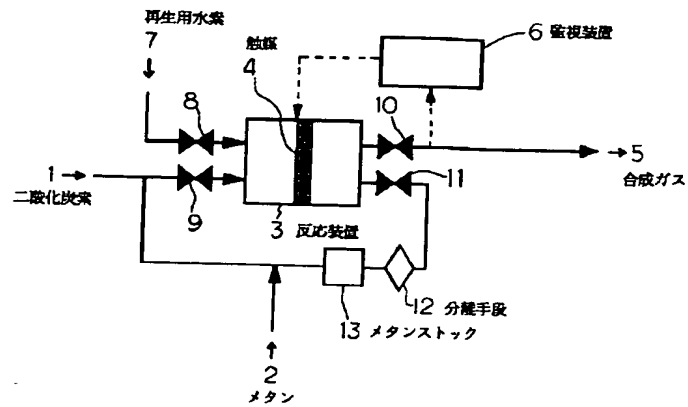 再生用水素
7
触媒
4
6 監視装置
8
10
1
二酸化炭素
9
3 反応装置
11
5
合成ガス
12 分離手段
13 メタンストック
2
メタン